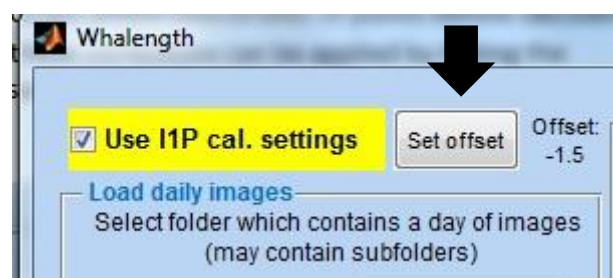 Whalength
Use I1P cal. settings
Set offset
Offset:
-1.5
Load daily images
Select folder which contains a day of images
(may contain subfolders)